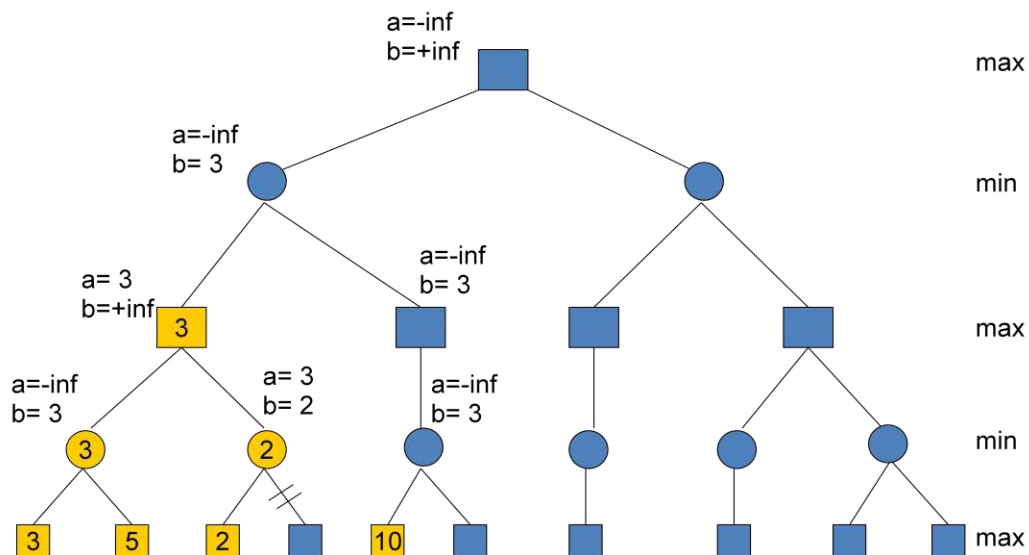 a=-inf
b=+inf
max
a=-inf
b= 3
min
a= 3
b=+inf
a=-inf
b= 3
3
max
a=-inf
b= 3
a= 3
b= 2
a=-inf
b= 3
3
2
min
3
5
2
10
max